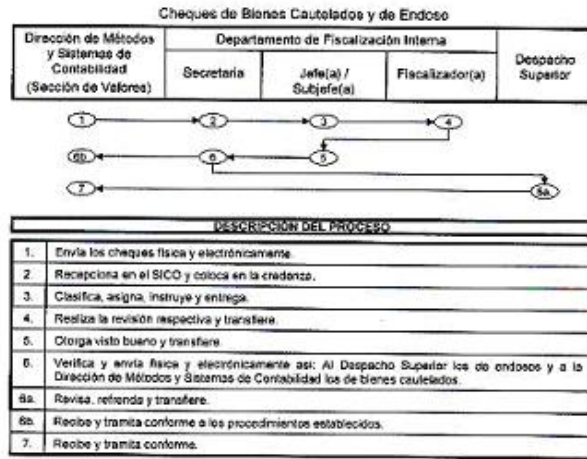 Cheques de Bienes Cautelados y de Endoso
Dirección de Métodos
y Sistemas de
Contabilidad
(Sección de Valores)
Departamento de Fiscalización Interna
Secretaria
Jefe(a) /
Subjefe(a)
Fiscalizador(a)
Despacho
Superior
1 2 3 4
6b 6 5
7 6a
DESCRIPCIÓN DEL PROCESO
1. Envía los cheques física y electrónicamente.
2. Recepciona en el SICO y coloca en la credenza.
3. Clasifica, asigna, instruye y entrega.
4. Realiza la revisión respectiva y transfiere.
5. Otorga visto bueno y transfiere.
6. Verifica y envía física y electrónicamente así: Al Despacho Superior los de endosos y a la
Dirección de Métodos y Sistemas de Contabilidad los de bienes cautelados.
6a. Revisa, refrenda y transfiere.
6b. Recibe y tramita conforme a los procedimientos establecidos.
7. Recibe y tramita conforme.